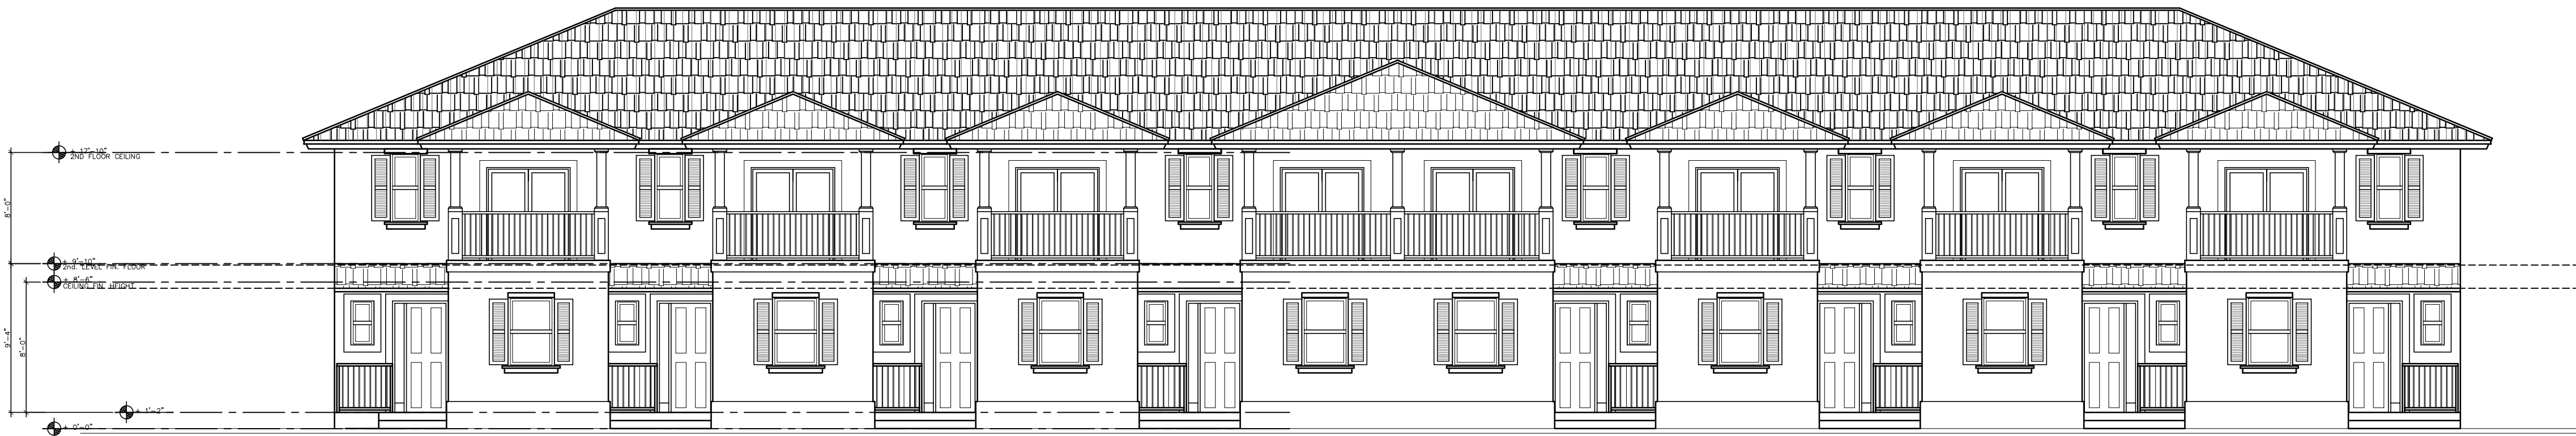 + 17'-10"
2ND FLOOR CEILING
8'-0"
+ 9'-10"
2nd. LEVEL FIN. FLOOR
+ 8'-6"
CEILING FIN. HEIGHT
9'-4"
8'-0"
+ 1'-2"
+ 0'-0"